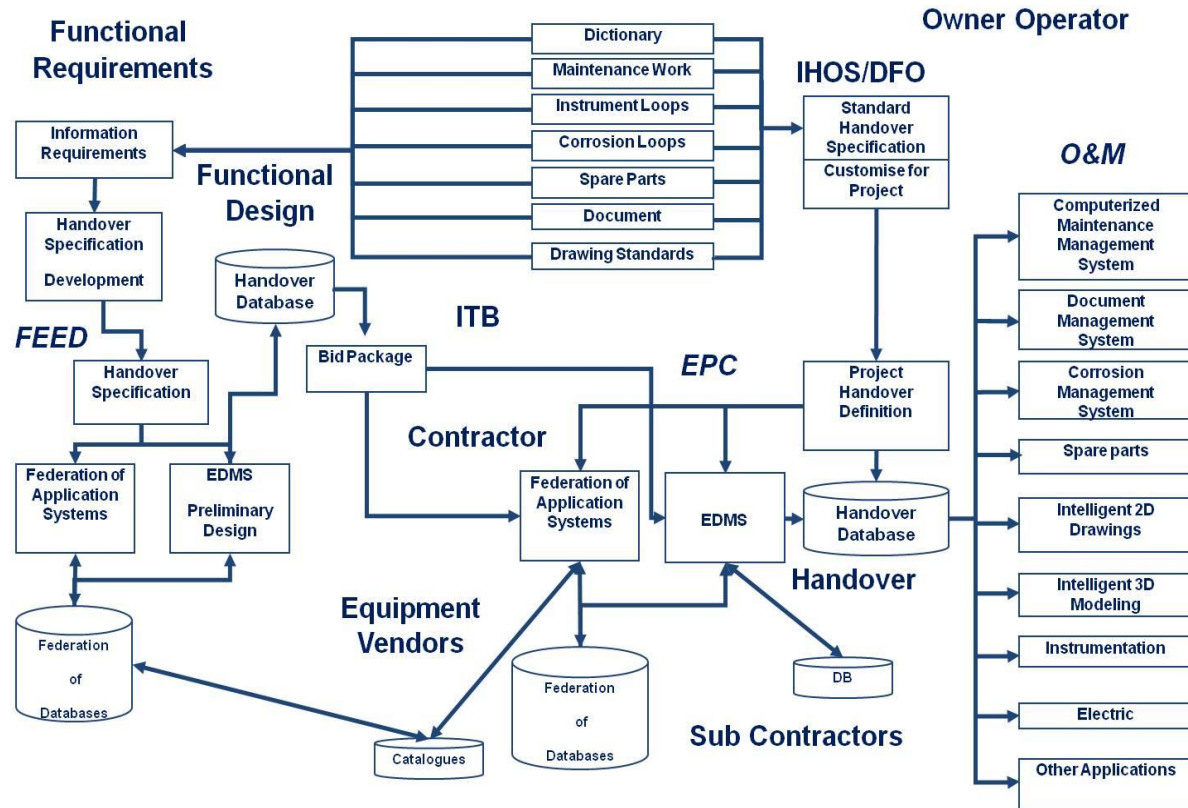 Functional
Requirements
Owner Operator
Dictionary
Maintenance Work
Instrument Loops
Corrosion Loops
Spare Parts
Document
Drawing Standards
IHOS/DFO
Standard
Handover
Specification
Customise for
Project
O&M
Information
Requirements
Functional
Design
Handover
Specification
Development
Handover
Database
FEED
ITB
Bid Package
EPC
Handover
Specification
Project
Handover
Definition
Contractor
Federation of
Application
Systems
EDMS
Preliminary
Design
Federation of
Application
Systems
EDMS
Handover
Database
Handover
Equipment
Vendors
Federation
of
Databases
Federation
of
Databases
DB
Sub Contractors
Catalogues
Computerized
Maintenance
Management
System
Document
Management
System
Corrosion
Management
System
Spare parts
Intelligent 2D
Drawings
Intelligent 3D
Modeling
Instrumentation
Electric
Other Applications